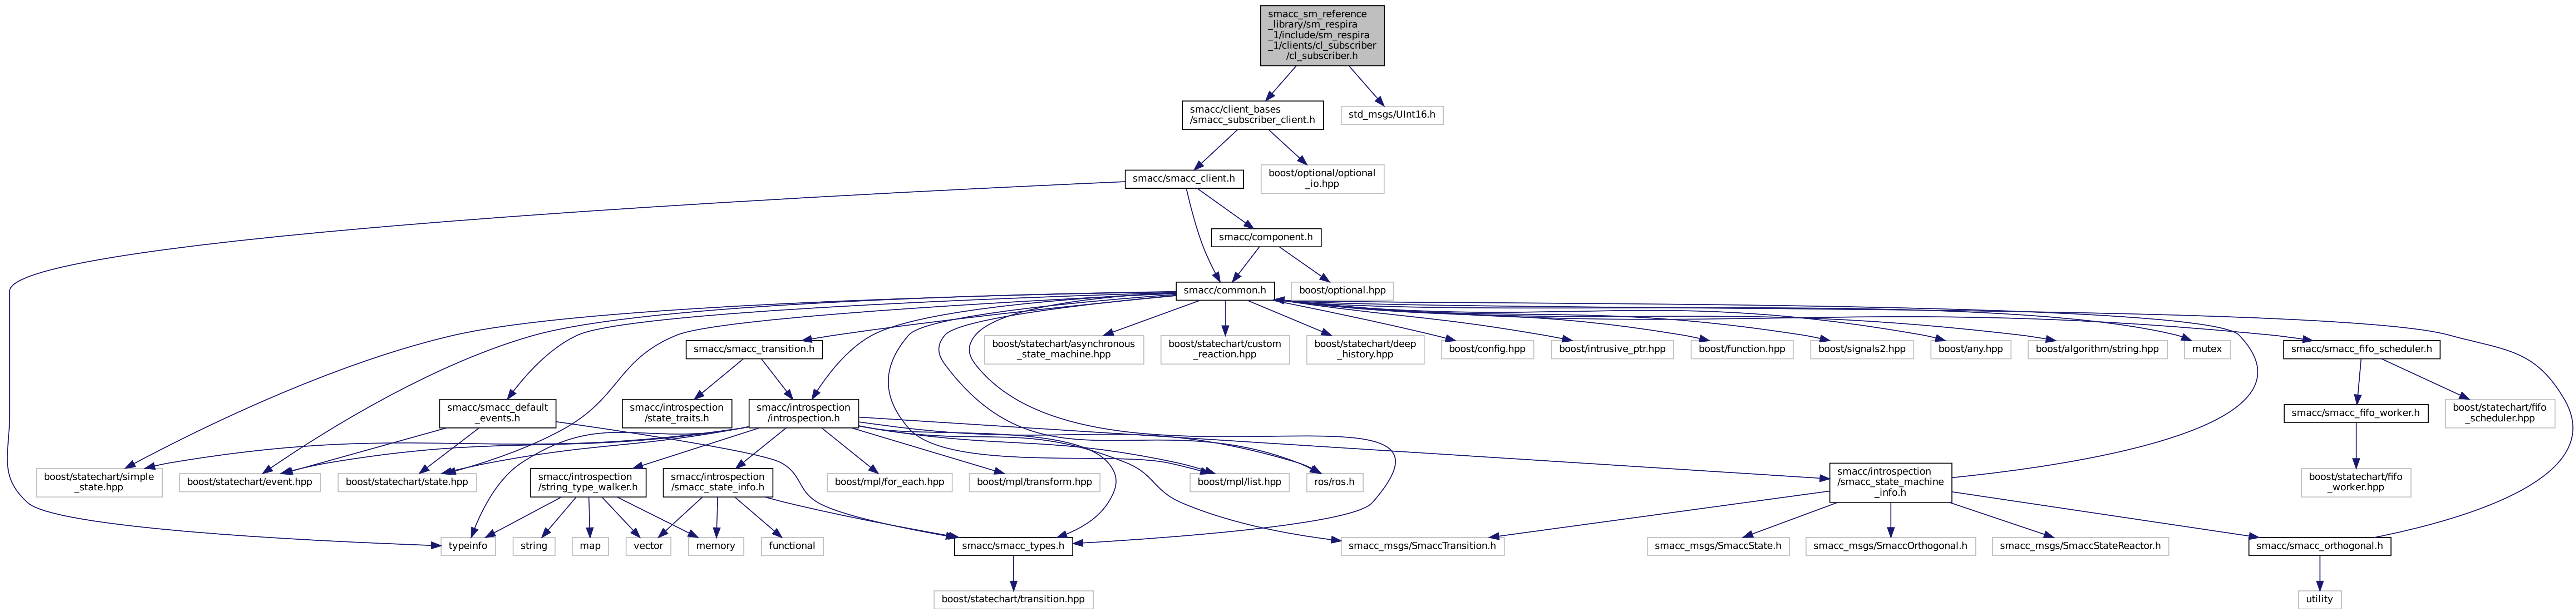 smacc_sm_reference
_library/sm_respira
_1/include/sm_respira
_1/clients/cl_subscriber
/cl_subscriber.h
smacc/client_bases
/smacc_subscriber_client.h
std_msgs/UInt16.h
smacc/smacc_client.h
boost/optional/optional
_io.hpp
smacc/component.h
smacc/common.h
boost/optional.hpp
smacc/smacc_transition.h
boost/statechart/asynchronous
_state_machine.hpp
boost/statechart/custom
_reaction.hpp
boost/statechart/deep
_history.hpp
boost/config.hpp
boost/intrusive_ptr.hpp
boost/function.hpp
boost/signals2.hpp
boost/any.hpp
boost/algorithm/string.hpp
mutex
smacc/smacc_fifo_scheduler.h
smacc/smacc_default
_events.h
smacc/introspection
/state_traits.h
smacc/introspection
/introspection.h
smacc/smacc_fifo_worker.h
boost/statechart/fifo
_scheduler.hpp
boost/statechart/simple
_state.hpp
boost/statechart/event.hpp
boost/statechart/state.hpp
smacc/introspection
/string_type_walker.h
smacc/introspection
/smacc_state_info.h
boost/mpl/for_each.hpp
boost/mpl/transform.hpp
boost/mpl/list.hpp
ros/ros.h
smacc/introspection
/smacc_state_machine
_info.h
boost/statechart/fifo
_worker.hpp
typeinfo
string
map
vector
memory
functional
smacc/smacc_types.h
smacc_msgs/SmaccTransition.h
smacc_msgs/SmaccState.h
smacc_msgs/SmaccOrthogonal.h
smacc_msgs/SmaccStateReactor.h
smacc/smacc_orthogonal.h
boost/statechart/transition.hpp
utility